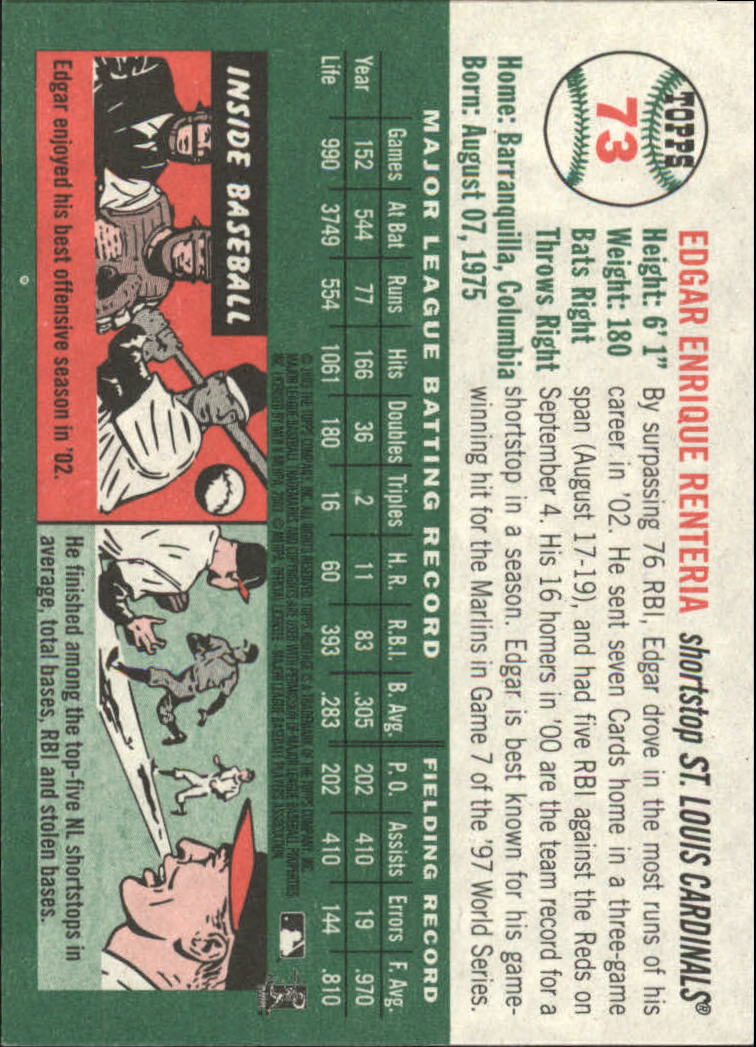 TOPPS
73
EDGAR ENRIQUE RENTERIA shortstop ST. LOUIS CARDINALS®
Height: 6'1"
Weight: 180
Bats Right
Throws Right
Home: Barranquilla, Columbia
Born: August 07, 1975
By surpassing 76 RBI, Edgar drove in the most runs of his
career in '02. He sent seven Cards home in a three-game
span (August 17-19), and had five RBI against the Reds on
September 4. His 16 homers in '00 are the team record for a
shortstop in a season. Edgar is best known for his game-
winning hit for the Marlins in Game 7 of the '97 World Series.
MAJOR LEAGUE BATTING RECORD FIELDING RECORD
Games At Bat Runs Hits Doubles Triples H. R. R.B.I. B. Avg. P. O. Assists Errors F. Avg.
Year 152 544 77 166 36 2 11 83 .305 202 410 19 .970
Life 990 3749 554 1061 180 16 60 393 .283 202 410 144 .810
INSIDE BASEBALL
Edgar enjoyed his best offensive season in '02.
He finished among the top-five NL shortstops in
average, total bases, RBI and stolen bases.